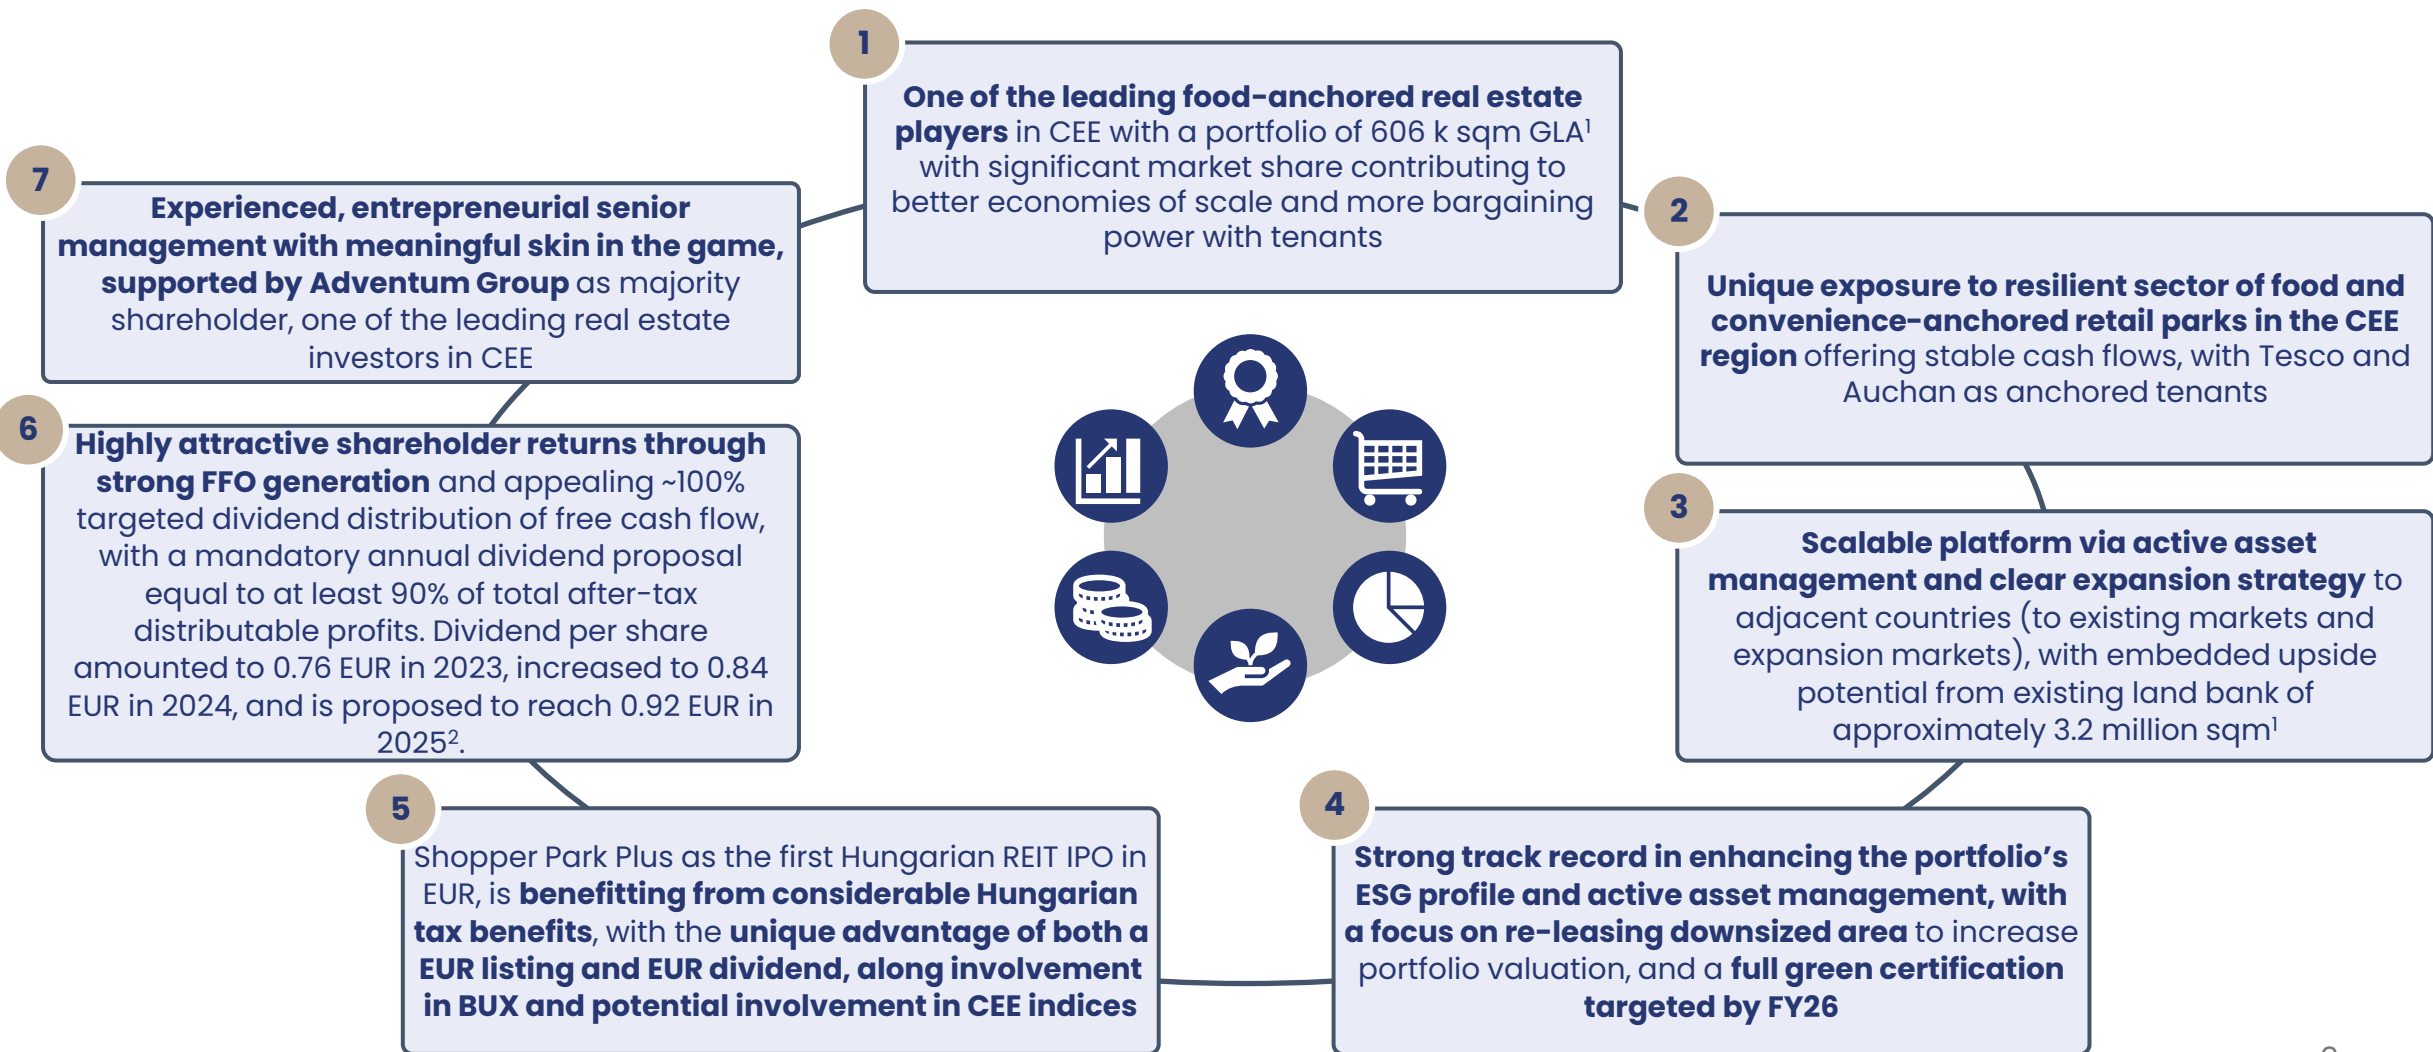 1
One of the leading food-anchored real estate
players in CEE with a portfolio of 606 k sqm GLA¹
with significant market share contributing to
better economies of scale and more bargaining
power with tenants
2
Unique exposure to resilient sector of food and
convenience-anchored retail parks in the CEE
region offering stable cash flows, with Tesco and
Auchan as anchored tenants
3
Scalable platform via active asset
management and clear expansion strategy to
adjacent countries (to existing markets and
expansion markets), with embedded upside
potential from existing land bank of
approximately 3.2 million sqm¹
4
Strong track record in enhancing the portfolio’s
ESG profile and active asset management, with
a focus on re-leasing downsized area to increase
portfolio valuation, and a full green certification
targeted by FY26
5
Shopper Park Plus as the first Hungarian REIT IPO in
EUR, is benefitting from considerable Hungarian
tax benefits, with the unique advantage of both a
EUR listing and EUR dividend, along involvement
in BUX and potential involvement in CEE indices
6
Highly attractive shareholder returns through
strong FFO generation and appealing ~100%
targeted dividend distribution of free cash flow,
with a mandatory annual dividend proposal
equal to at least 90% of total after-tax
distributable profits. Dividend per share
amounted to 0.76 EUR in 2023, increased to 0.84
EUR in 2024, and is proposed to reach 0.92 EUR in
2025².
7
Experienced, entrepreneurial senior
management with meaningful skin in the game,
supported by Adventum Group as majority
shareholder, one of the leading real estate
investors in CEE